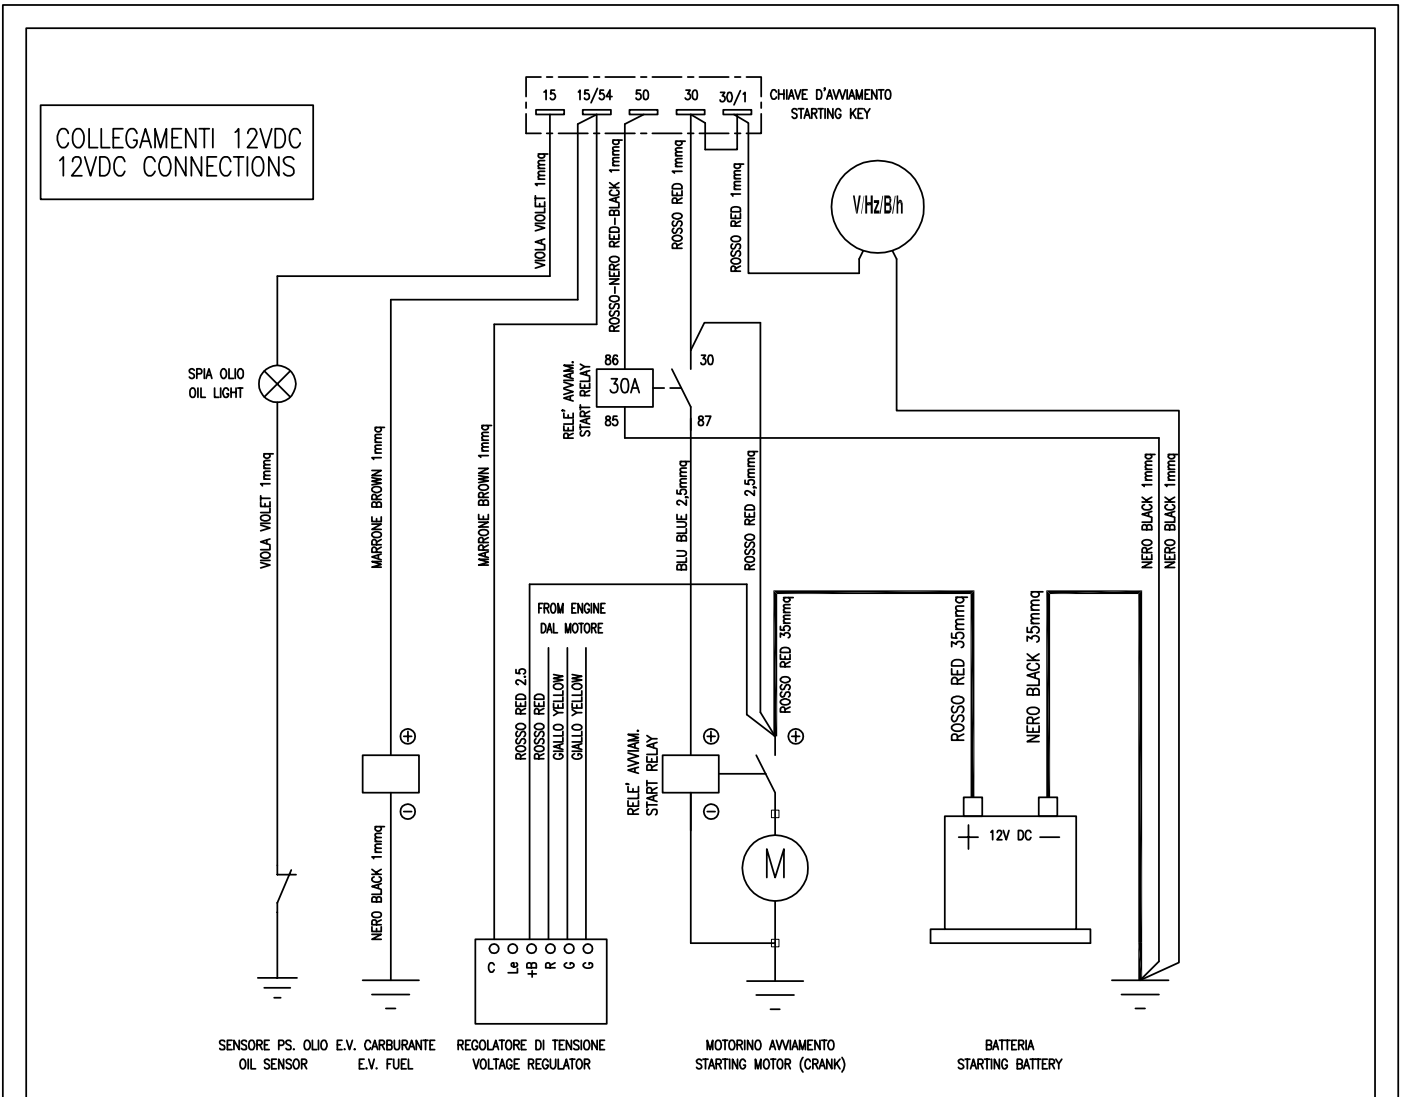 COLLEGAMENTI 12VDC
12VDC CONNECTIONS
15
15/54
50
30
30/1
CHIAVE D'AVVIAMENTO
STARTING KEY
VIOLA VIOLET 1mmq
ROSSO-NERO RED-BLACK 1mmq
ROSSO RED 1mmq
ROSSO RED 1mmq
V/Hz/B/h
SPIA OLIO
OIL LIGHT
RELE' AVVIAM.
START RELAY
86
30A
85
30
87
VIOLA VIOLET 1mmq
MARRONE BROWN 1mmq
MARRONE BROWN 1mmq
BLU BLUE 2,5mmq
ROSSO RED 2,5mmq
NERO BLACK 1mmq
NERO BLACK 1mmq
FROM ENGINE
DAL MOTORE
ROSSO RED 2.5
ROSSO RED
GIALLO YELLOW
GIALLO YELLOW
ROSSO RED 35mmq
ROSSO RED 35mmq
NERO BLACK 35mmq
RELE' AVVIAM.
START RELAY
+
-
+
-
+
M
+ 12V DC -
NERO BLACK 1mmq
C
Le
+B
R
G
G
SENSORE PS. OLIO
OIL SENSOR
E.V. CARBURANTE
E.V. FUEL
REGOLATORE DI TENSIONE
VOLTAGE REGULATOR
MOTORINO AVVIAMENTO
STARTING MOTOR (CRANK)
BATTERIA
STARTING BATTERY